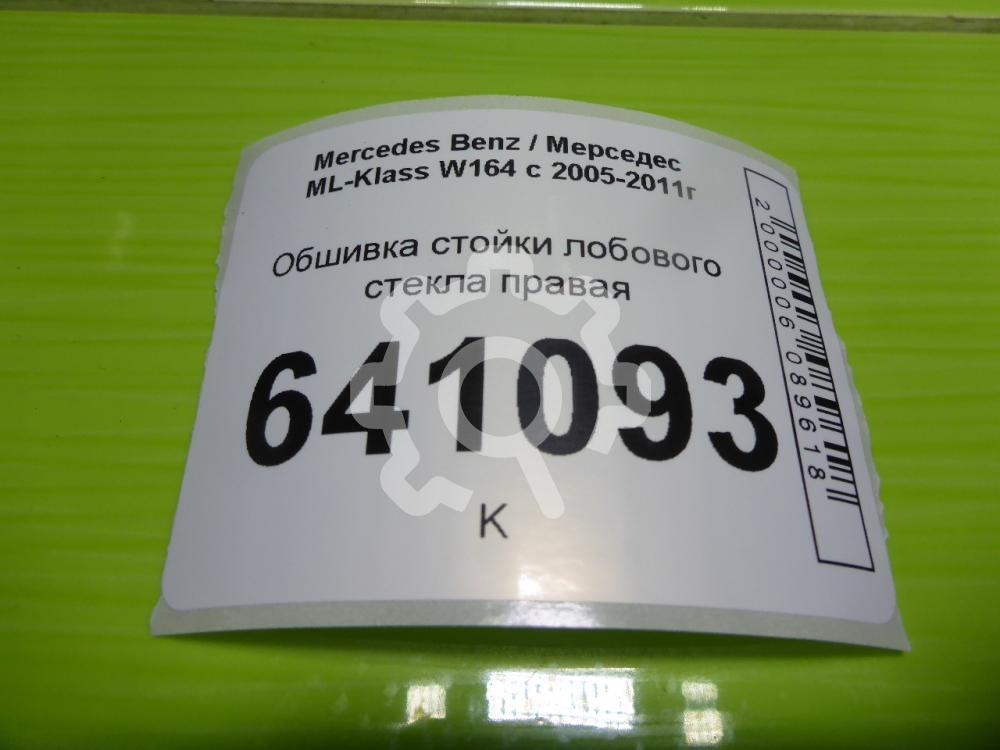 Mercedes Benz / Мерседес
ML-Klass W164 с 2005-2011г
Обшивка стойки лобового
стекла правая
641093
К
2000006089618